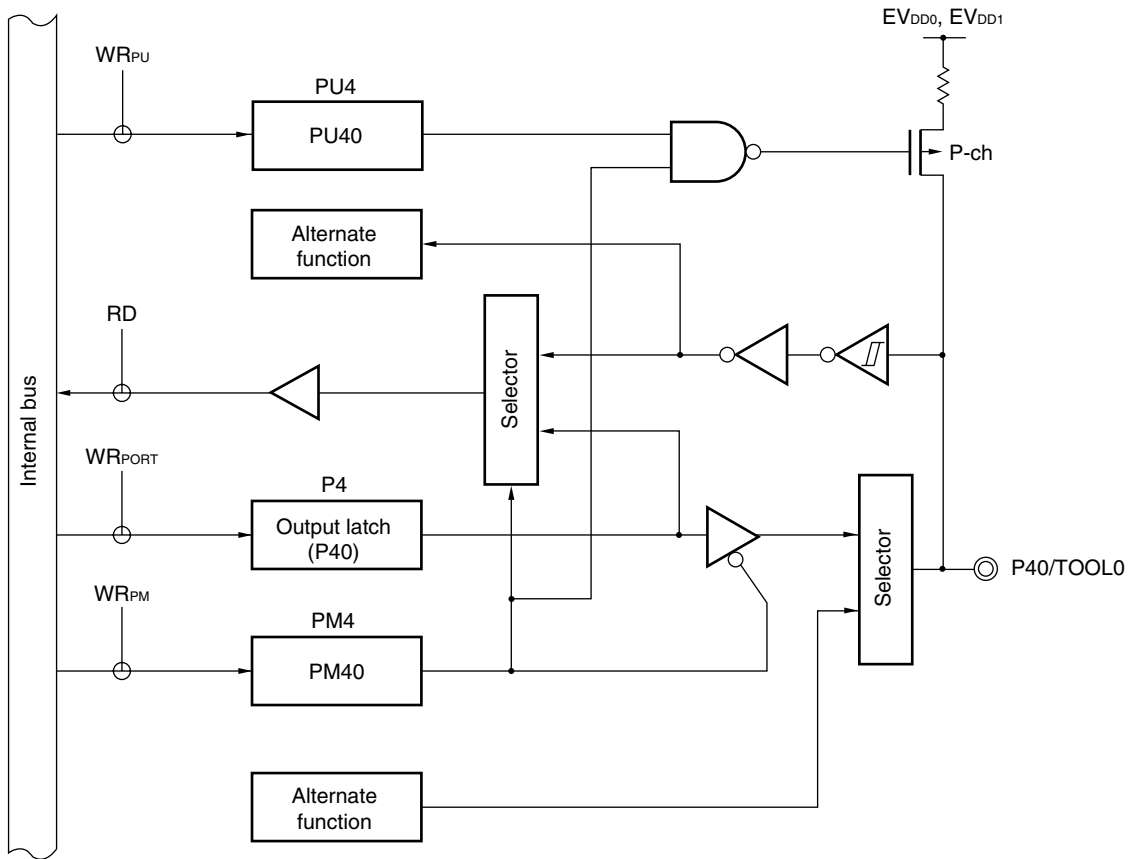 EVDD0, EVDD1
WRPU
PU4
PU40
P-ch
Alternate
function
RD
Selector
Internal bus
WRPORT
P4
Output latch
(P40)
Selector
P40/TOOL0
WRPM
PM4
PM40
Alternate
function